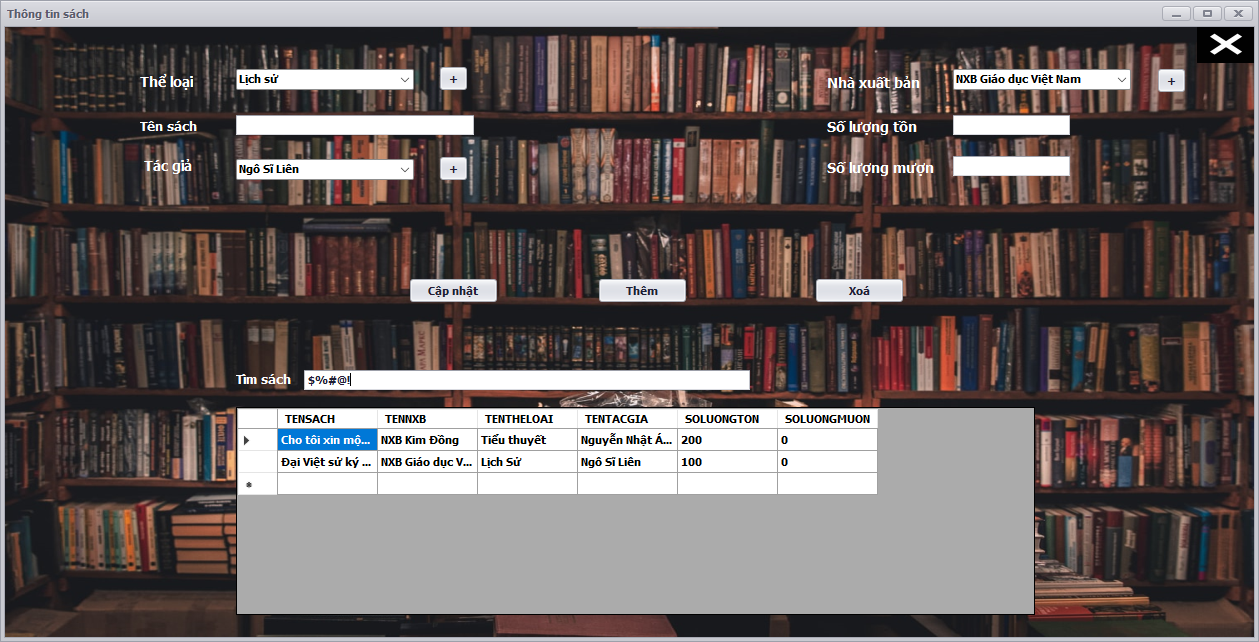 Thông tin sách
Thể loại Lịch sử + Nhà xuất bản NXB Giáo dục Việt Nam +
Tên sách Số lượng tồn
Tác giả Ngô Sĩ Liên + Số lượng mượn
Cập nhật Thêm Xoá
Tìm sách $%#@!
TENSACH TENNXB TENTHELOAI TENTACGIA SOLUONGTON SOLUONGMUON
Cho tôi xin mộ... NXB Kim Đồng Tiểu thuyết Nguyễn Nhật Á... 200 0
Đại Việt sử ký ... NXB Giáo dục V... Lịch Sử Ngô Sĩ Liên 100 0